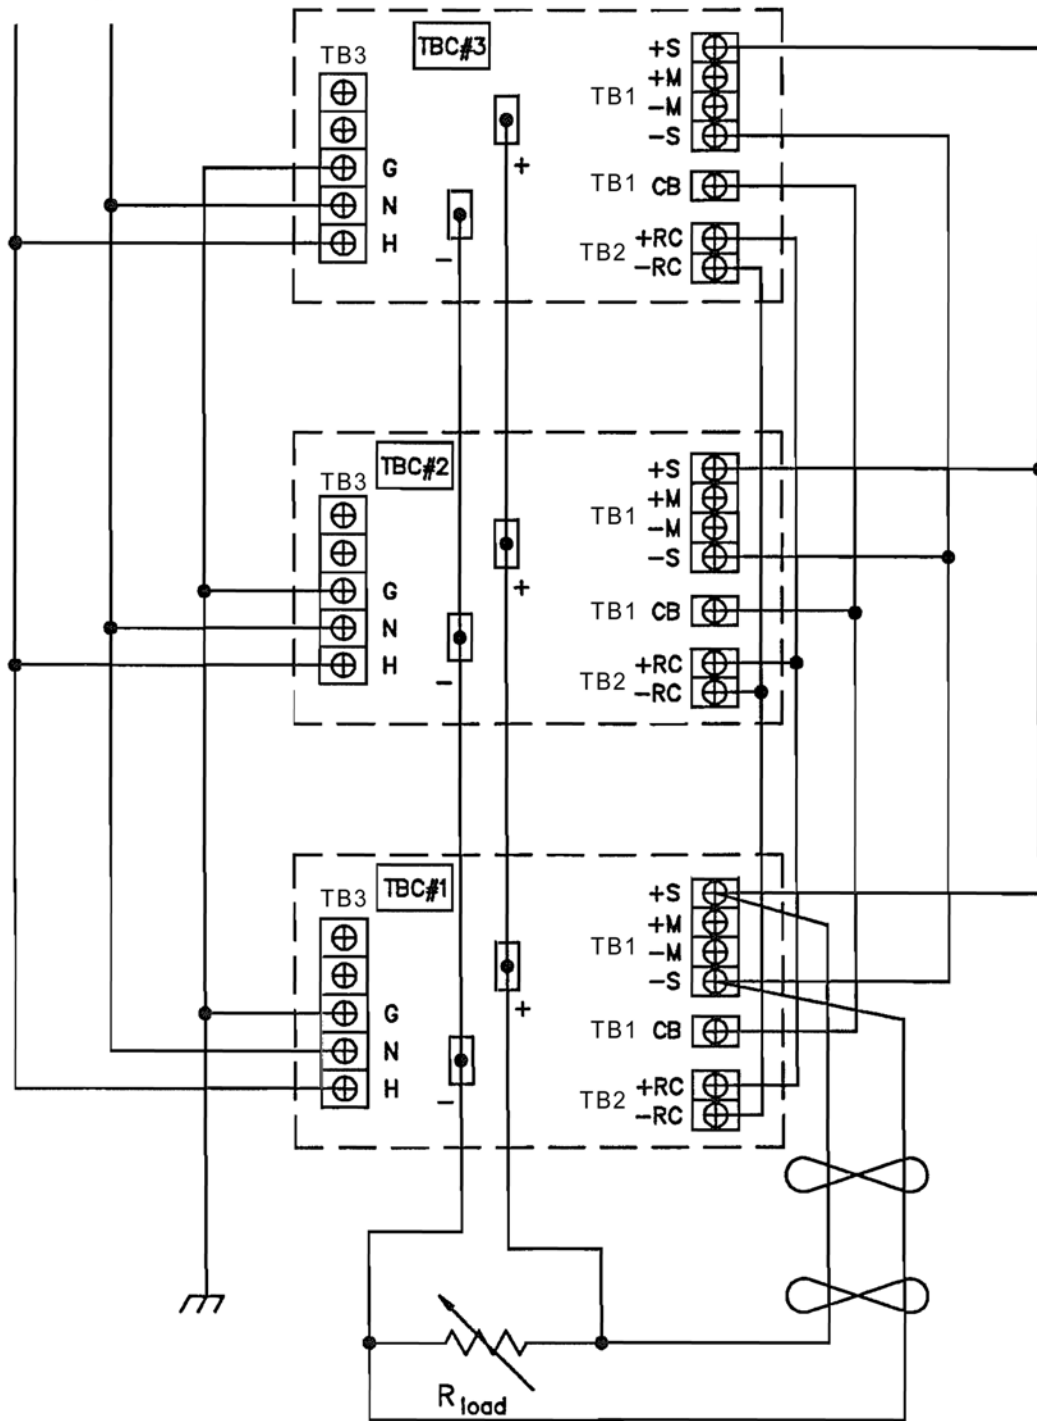 TBC#3
TB3
G
N
H
+
-
+S
+M
TB1
-M
-S
TB1 CB
+RC
TB2
-RC
TBC#2
TB3
G
N
H
+
-
+S
+M
TB1
-M
-S
TB1 CB
+RC
TB2
-RC
TBC#1
TB3
G
N
H
+
-
+S
+M
TB1
-M
-S
TB1 CB
+RC
TB2
-RC
Rload